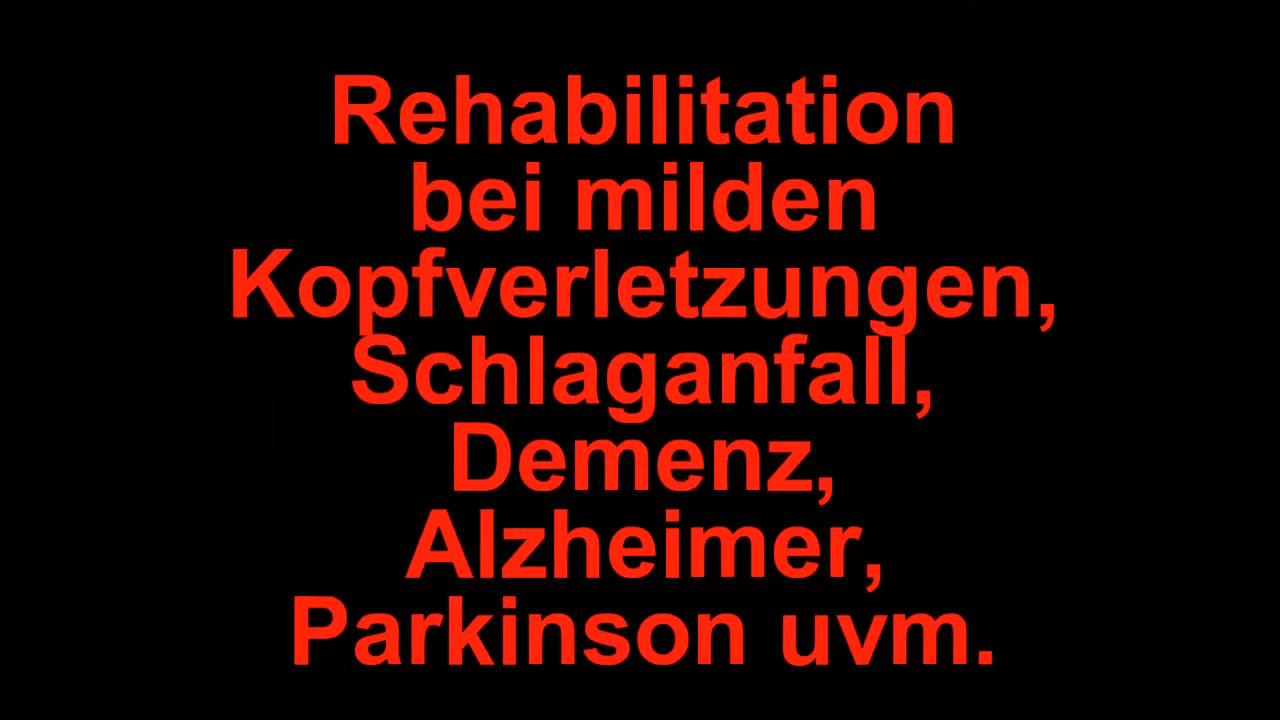 Rehabilitation
bei milden
Kopfverletzungen,
Schlaganfall,
Demenz,
Alzheimer,
Parkinson uvm.